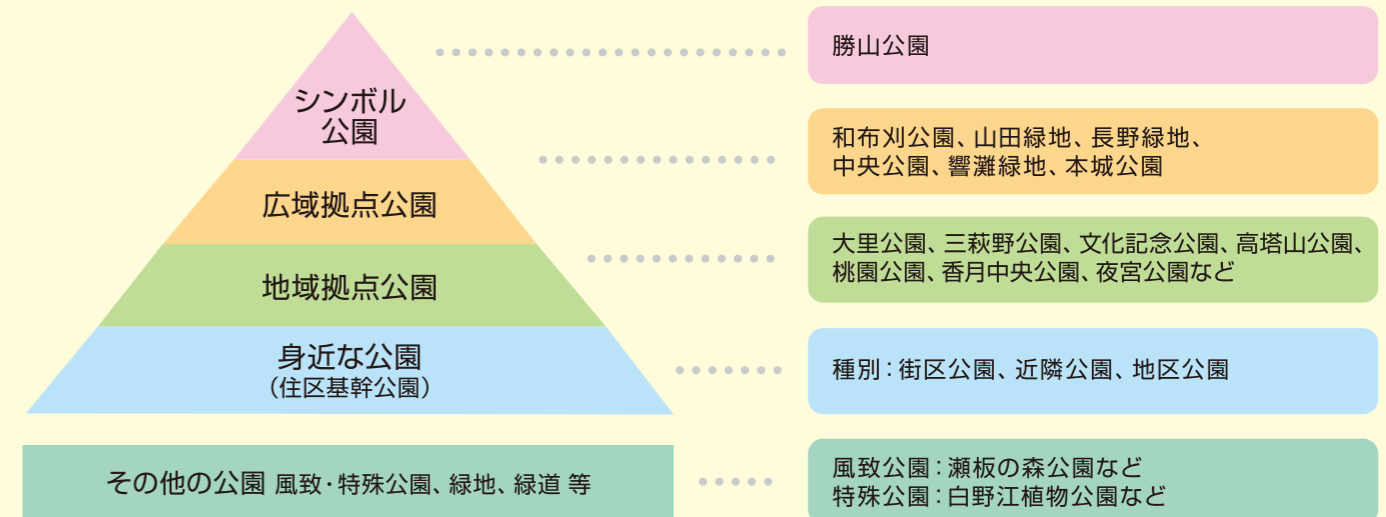 シンボル
公園
勝山公園
広域拠点公園
和布刈公園、山田緑地、長野緑地、
中央公園、響灘緑地、本城公園
地域拠点公園
大里公園、三萩野公園、文化記念公園、高塔山公園、
桃園公園、香月中央公園、夜宮公園など
身近な公園
（住区基幹公園）
種別：街区公園、近隣公園、地区公園
その他の公園 風致・特殊公園、緑地、緑道 等
風致公園：瀬板の森公園など
特殊公園：白野江植物公園など